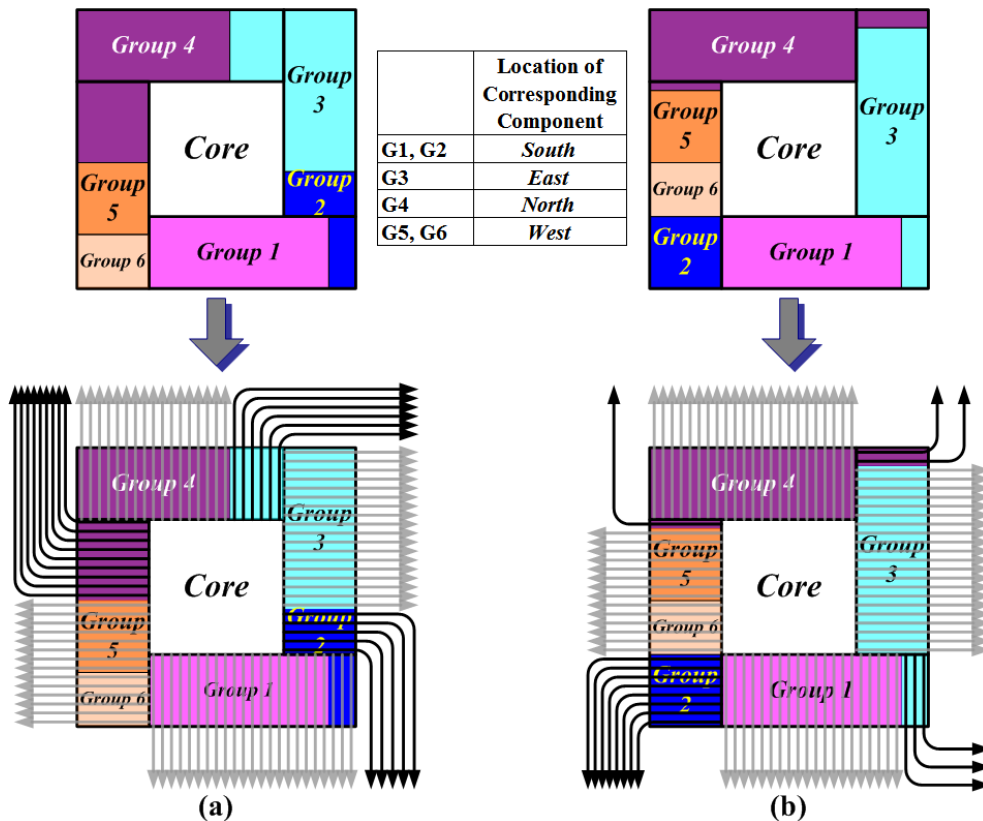 Group 4
Group
3
Group
5
Core
Group
2
Group 6
Group 1
Location of
Corresponding
Component
G1, G2 South
G3 East
G4 North
G5, G6 West
Group 4
Group
5
Core
Group
3
Group 6
Group
2
Group 1
Group 4
Group
3
Core
Group
5
Group
2
Group 6
Group 1
(a)
Group 4
Group
5
Core
Group
3
Group 6
Group
2
Group 1
(b)